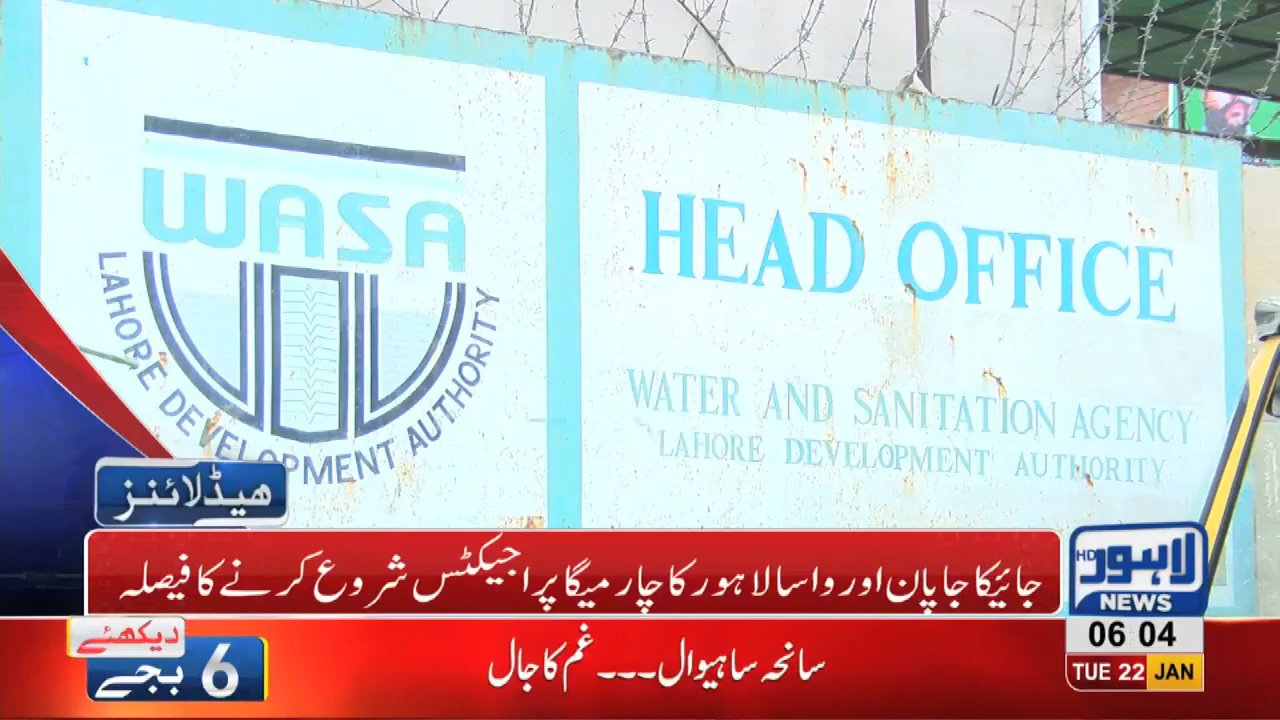 WASA
LAHORE DEVELOPMENT AUTHORITY
HEAD OFFICE
WATER AND SANITATION AGENCY
LAHORE DEVELOPMENT AUTHORITY
ھیڈلائنز
جائیکا جاپان اور واسا لاہور کا چار میگا پراجیکٹس شروع کرنے کا فیصلہ
لاہور HD
NEWS
دیکھئے
6 بجے
سانحہ ساہیوال ۔۔۔ غم کا جال
06 04
TUE 22 JAN